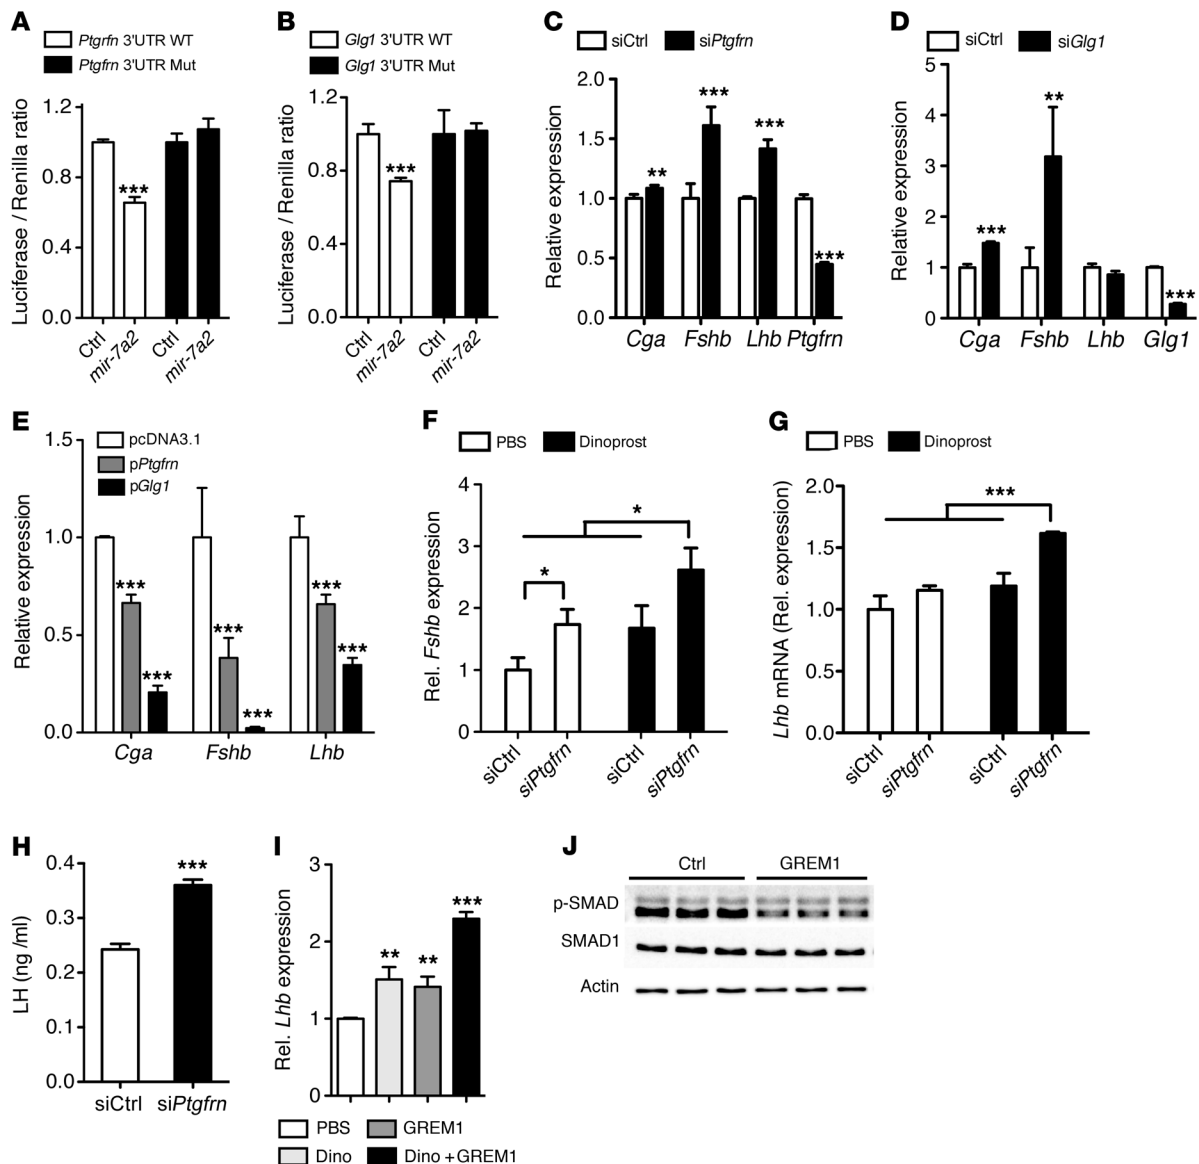 A
Ptgrfn 3'UTR WT
Ptgfrn 3'UTR Mut
Luciferase / Renilla ratio
1.2
0.8
0.4
0.0
Ctrl
mir-7a2
Ctrl
mir-7a2
B
Glg1 3'UTR WT
Glg1 3'UTR Mut
Luciferase / Renilla ratio
1.2
0.8
0.4
0.0
***
***
Ctrl
mir-7a2
Ctrl
mir-7a2
C
siCtrl
siPtgfrn
Relative expression
2.0
1.5
1.0
0.5
0.0
**
***
***
***
Cga
Fshb
Lhb
Ptgfrn
D
siCtrl
siGlg1
Relative expression
5
4
3
2
1
0
***
**
***
Cga
Fshb
Lhb
Glg1
E
pcDNA3.1
pPtgfrn
pGlg1
Relative expression
1.5
1.0
0.5
0.0
***
***
***
***
***
***
Cga
Fshb
Lhb
F
PBS
Dinoprost
Rel. Fshb expression
4
3
2
1
0
*
*
siCtrl
siPtgfrn
siCtrl
siPtgfrn
G
PBS
Dinoprost
Lhb mRNA (Rel. expression)
2.0
1.5
1.0
0.5
0.0
***
siCtrl
siPtgfrn
siCtrl
siPtgfrn
H
LH (ng /ml)
0.4
0.3
0.2
0.1
0.0
***
siCtrl
siPtgfrn
I
Rel. Lhb expression
3
2
1
0
**
**
***
PBS
GREM1
Dino
Dino +GREM1
J
Ctrl
GREM1
p-SMAD
SMAD1
Actin